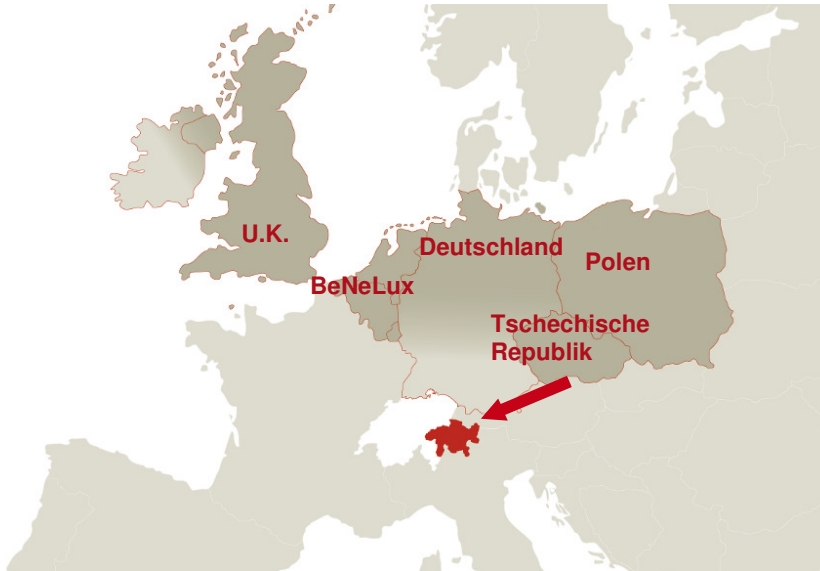 U.K.
Deutschland
Polen
BeNeLux
Tschechische
Republik